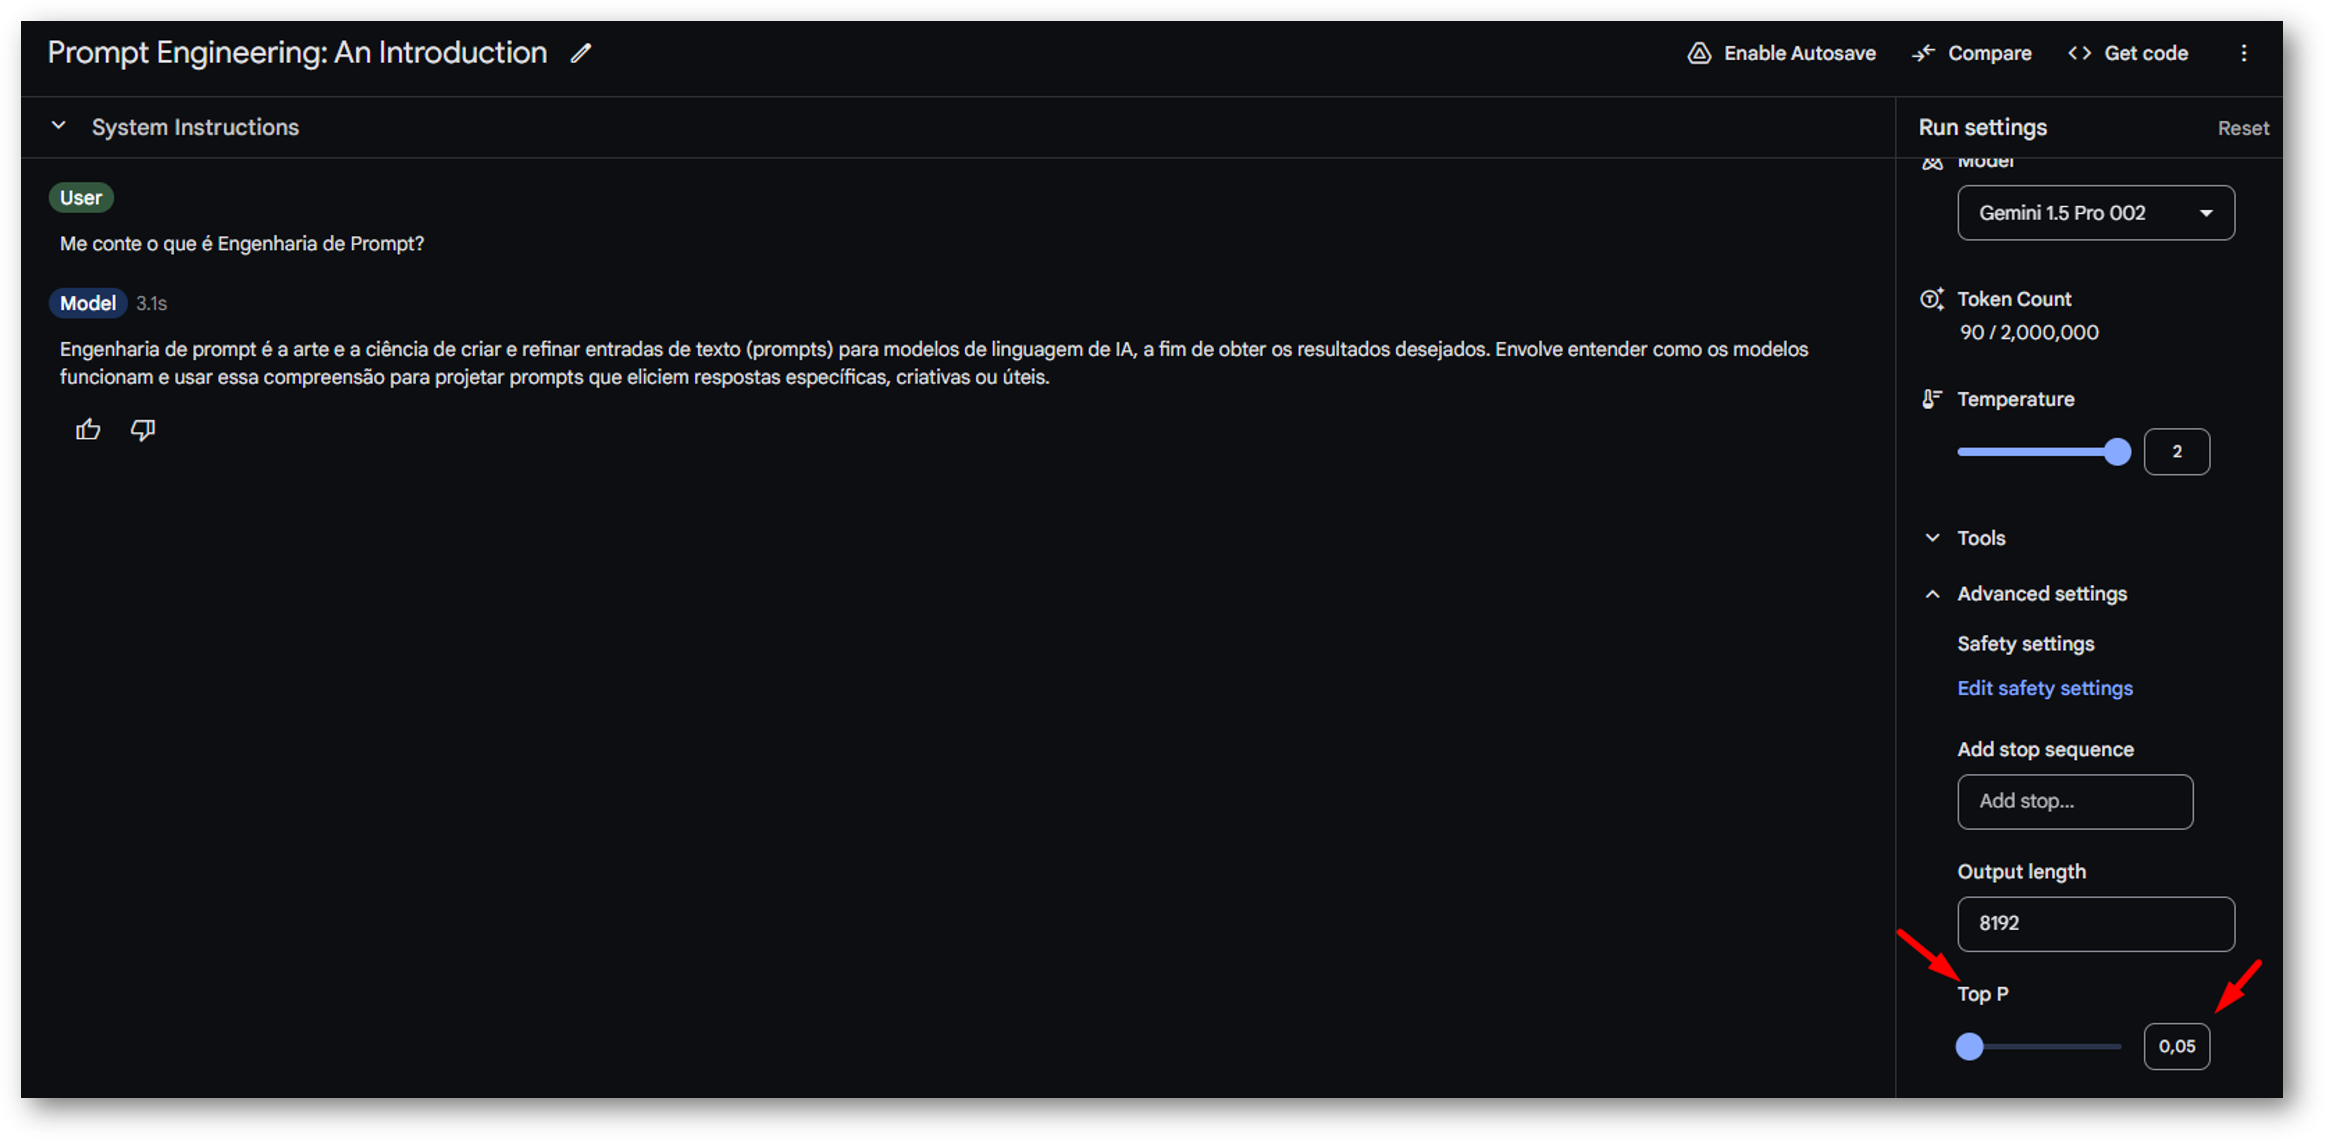 Prompt Engineering: An Introduction
Enable Autosave
Compare
Get code
System Instructions
Run settings
Reset
User
Me conte o que é Engenharia de Prompt?
Model 3.1s
Engenharia de prompt é a arte e a ciência de criar e refinar entradas de texto (prompts) para modelos de linguagem de IA, a fim de obter os resultados desejados. Envolve entender como os modelos
funcionam e usar essa compreensão para projetar prompts que eliciem respostas específicas, criativas ou úteis.
Model
Gemini 1.5 Pro 002
Token Count
90 / 2,000,000
Temperature
2
Tools
Advanced settings
Safety settings
Edit safety settings
Add stop sequence
Add stop...
Output length
8192
Top P
0,05